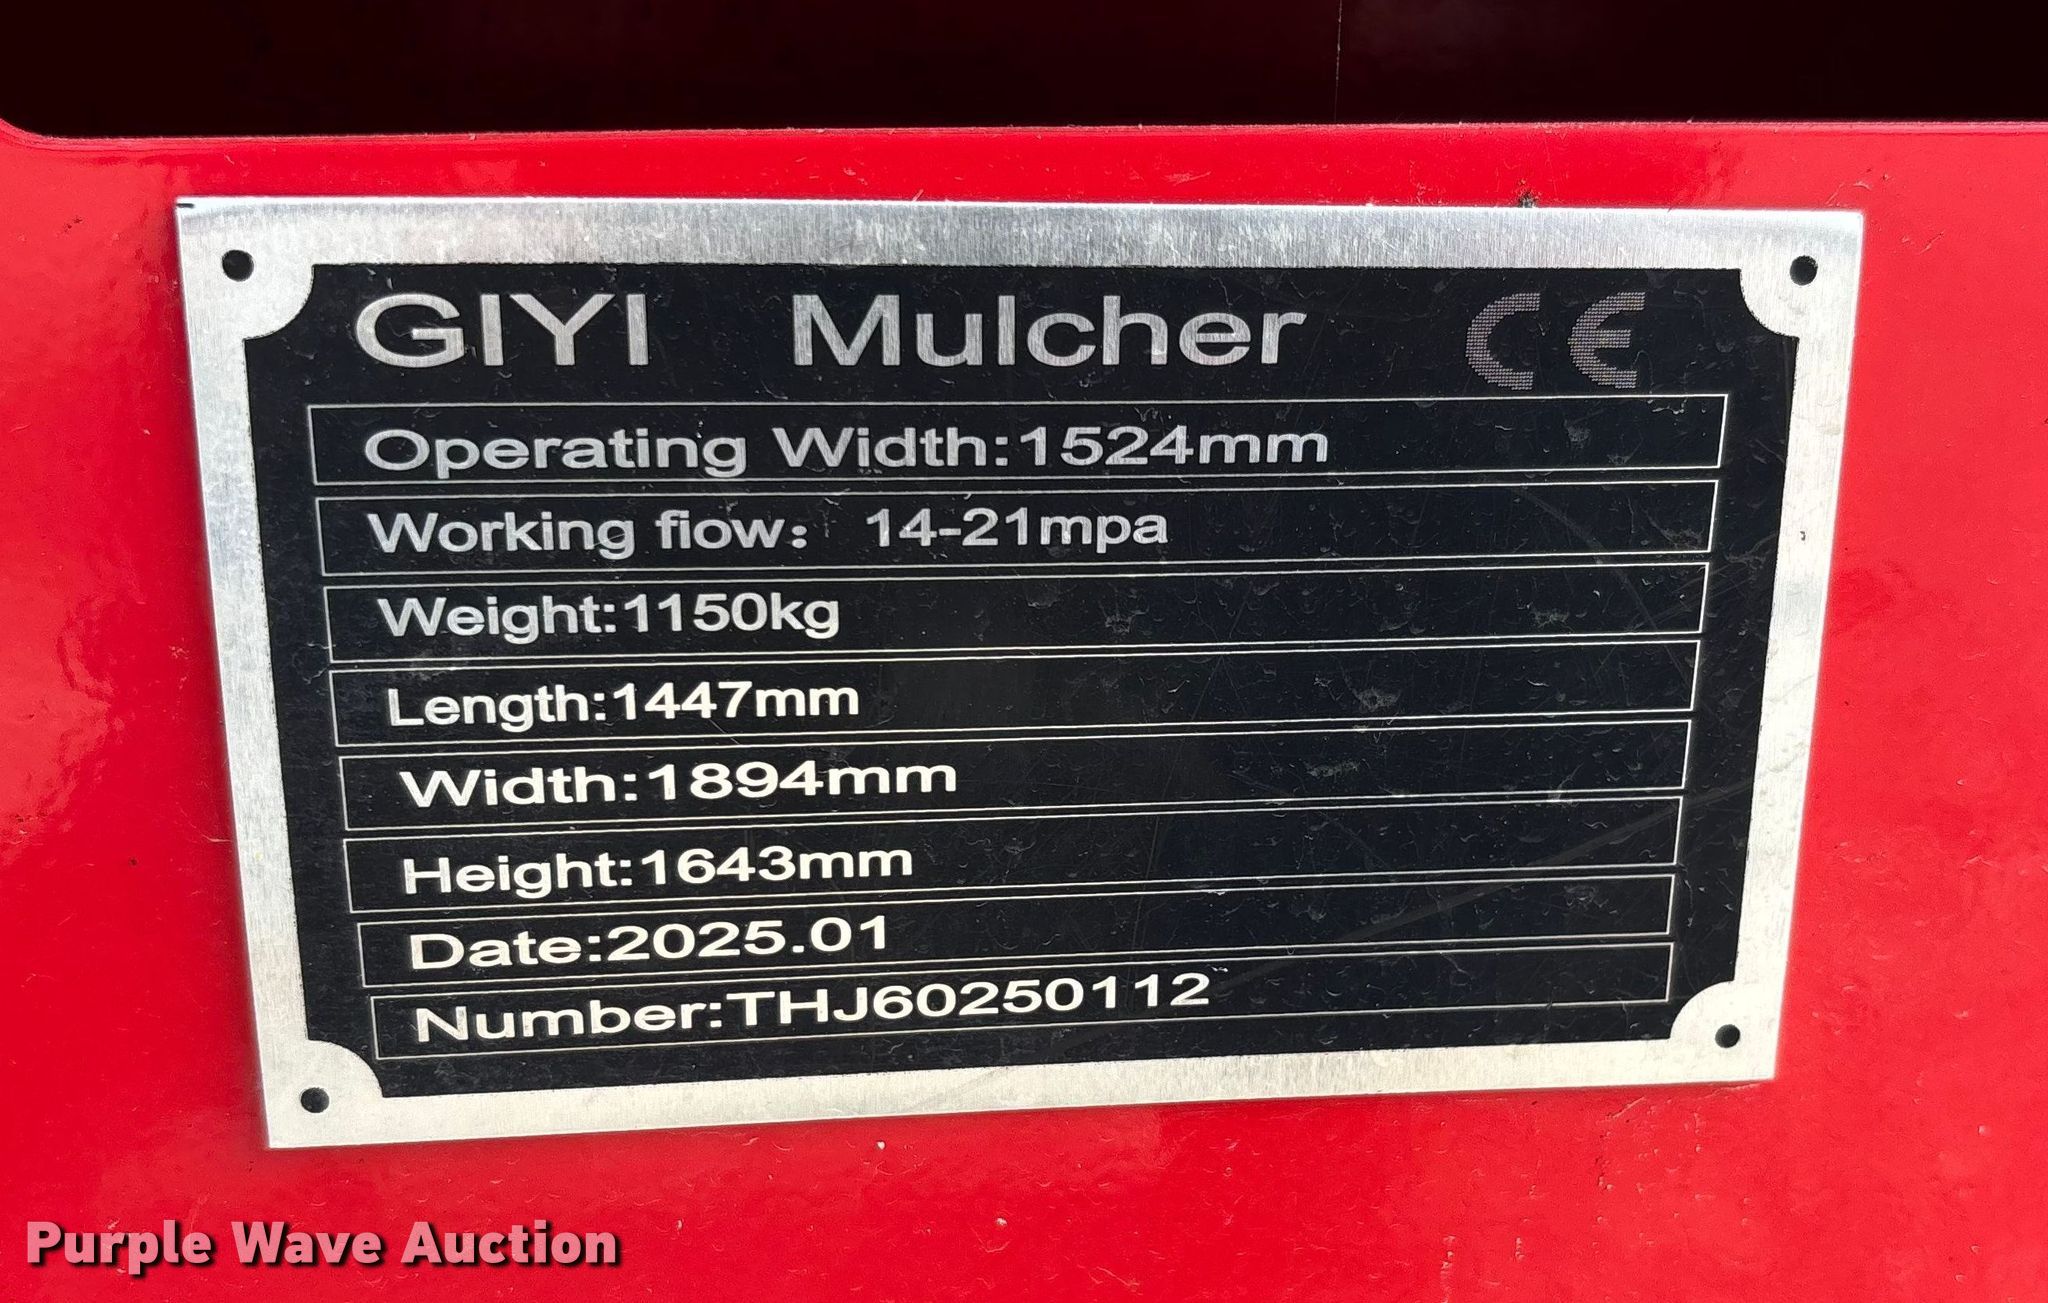 GIYI Mulcher CE
Operating Width:1524mm
Working fiow: 14-21mpa
Weight:1150kg
Length:1447mm
Width:1894mm
Height:1643mm
Date:2025.01
Number:THJ60250112
Purple Wave Auction